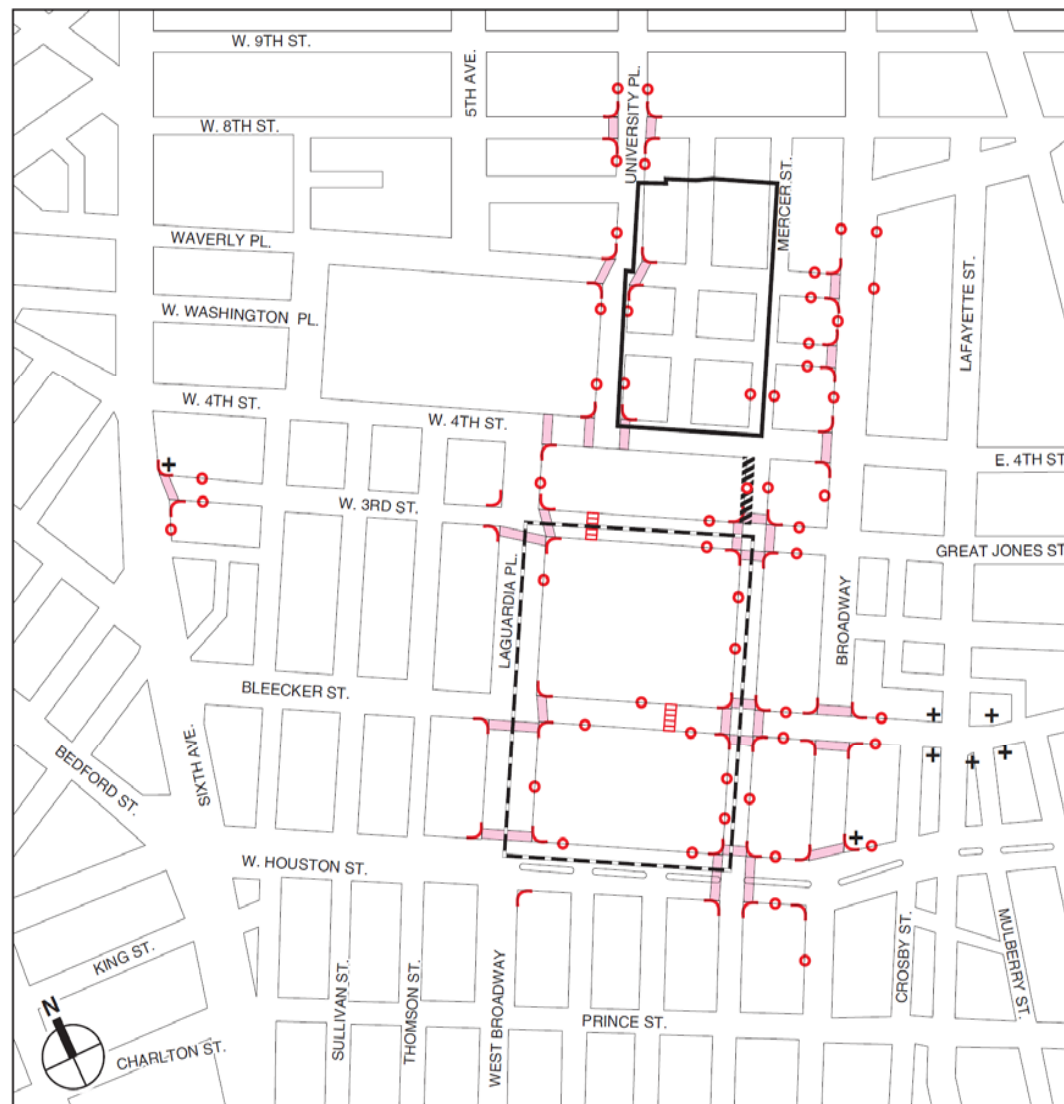 W. 9TH ST.
5TH AVE.
UNIVERSITY PL.
W. 8TH ST.
MERCER ST.
WAVERLY PL.
LAFAYETTE ST.
W. WASHINGTON PL.
W. 4TH ST.
W. 4TH ST.
E. 4TH ST
W. 3RD ST.
GREAT JONES ST
LAGUARDIA PL.
BROADWAY
BLEECKER ST.
SIXTH AVE.
BEDFORD ST.
W. HOUSTON ST.
KING ST.
CROSBY ST.
MULBERRY ST.
SULLIVAN ST.
THOMSON ST.
WEST BROADWAY
PRINCE ST.
N
CHARLTON ST.